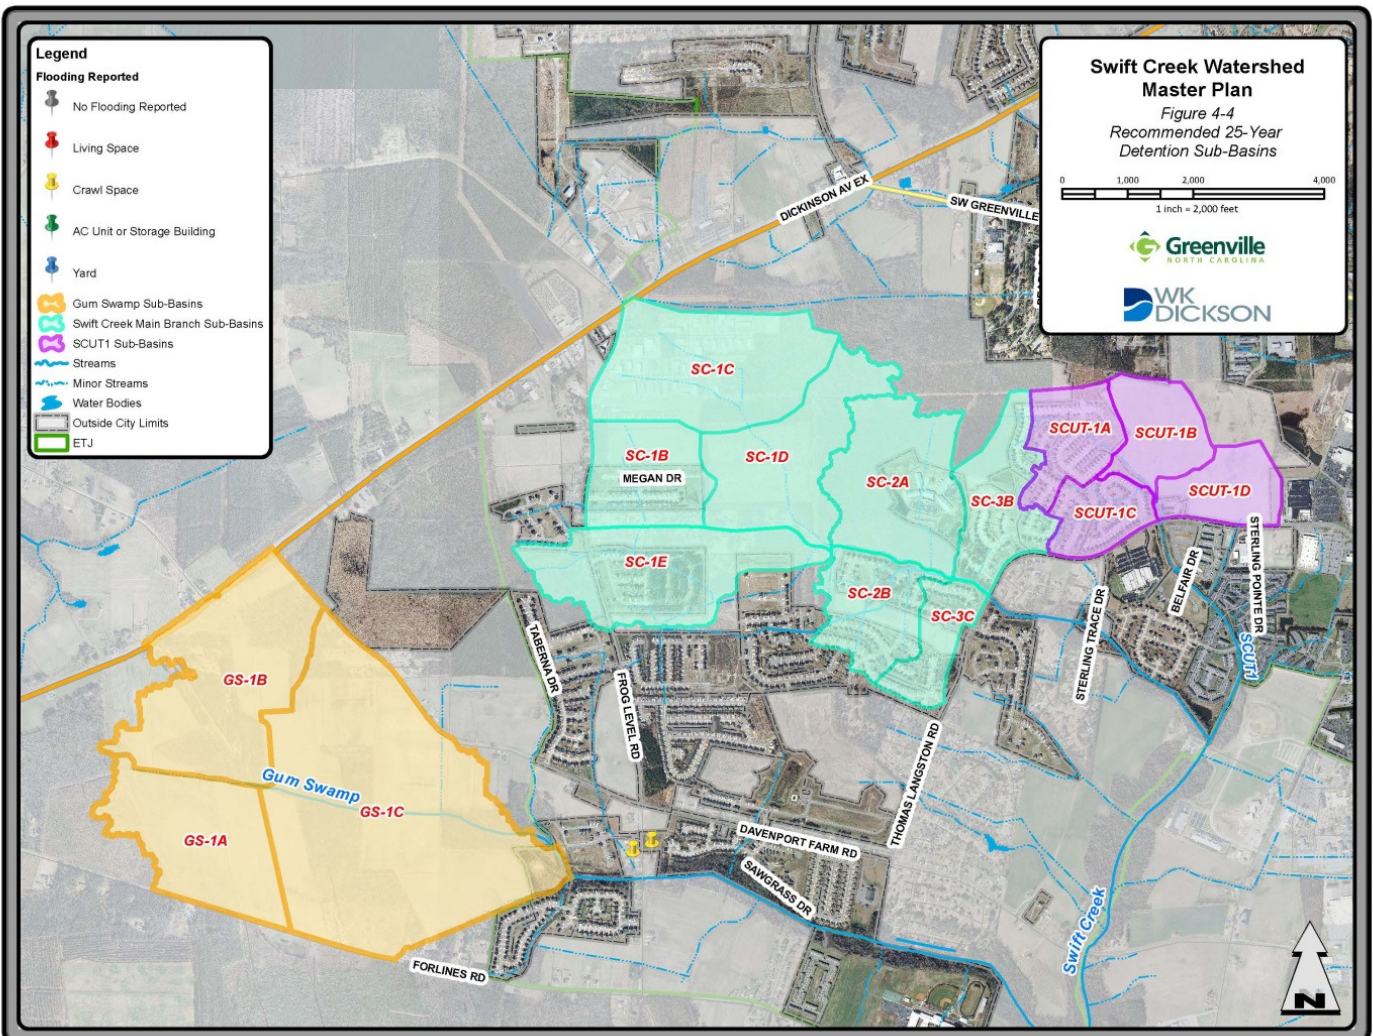 Legend
Flooding Reported
No Flooding Reported
Living Space
Crawl Space
AC Unit or Storage Building
Yard
Gum Swamp Sub-Basins
Swift Creek Main Branch Sub-Basins
SCUT1 Sub-Basins
Streams
Minor Streams
Water Bodies
Outside City Limits
ETJ
Swift Creek Watershed
Master Plan
Figure 4-4
Recommended 25-Year
Detention Sub-Basins
0 1,000 2,000 4,000
1 inch = 2,000 feet
Greenville
NORTH CAROLINA
WK
DICKSON
DICKINSON AV EX
SW GREENVILLE
SC-1C
SC-1B
MEGAN DR
SC-1D
SC-2A
SC-3B
SCUT-1A
SCUT-1B
SCUT-1C
SCUT-1D
SC-1E
SC-2B
SC-3C
STERLING TRACE DR
BELFAIR DR
STERLING POINTE DR
SCUT1
TABERNA DR
FROG LEVEL RD
THOMAS LANGSTON RD
GS-1B
Gum Swamp
GS-1C
GS-1A
DAVENPORT FARM RD
SAWGRASS DR
Swift Creek
FORLINES RD
N